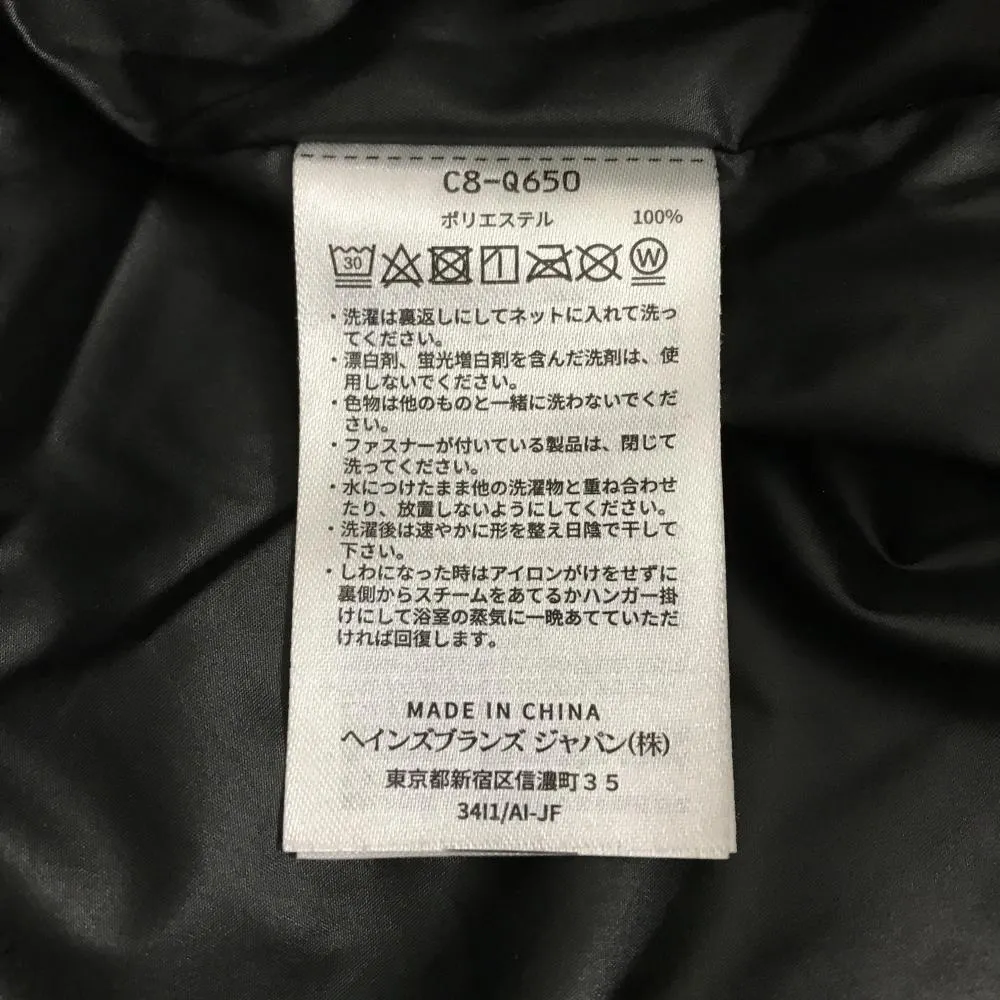 C8-Q650
ポリエステル 100%
30 W
・洗濯は裏返しにしてネットに入れて洗っ
てください。
・漂白剤、蛍光増白剤を含んだ洗剤は、使
用しないでください。
・色物は他のものと一緒に洗わないでくだ
さい。
・ファスナーが付いている製品は、閉じて
洗ってください。
・水につけたまま他の洗濯物と重ね合わせ
たり、放置しないようにしてください。
・洗濯後は速やかに形を整え日陰で干して
下さい。
・しわになった時はアイロンがけをせずに
裏側からスチームをあてるかハンガー掛
けにして浴室の蒸気に一晩あてていただ
ければ回復します。
MADE IN CHINA
ヘインズブランズ ジャパン(株)
東京都新宿区信濃町３５
34I1/AI-JF